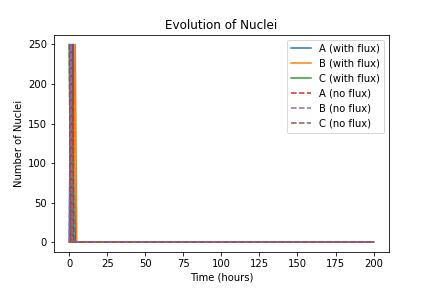 Evolution of Nuclei
A (with flux)
B (with flux)
C (with flux)
A (no flux)
B (no flux)
C (no flux)
Number of Nuclei
250
200
150
100
50
0
0 25 50 75 100 125 150 175 200
Time (hours)